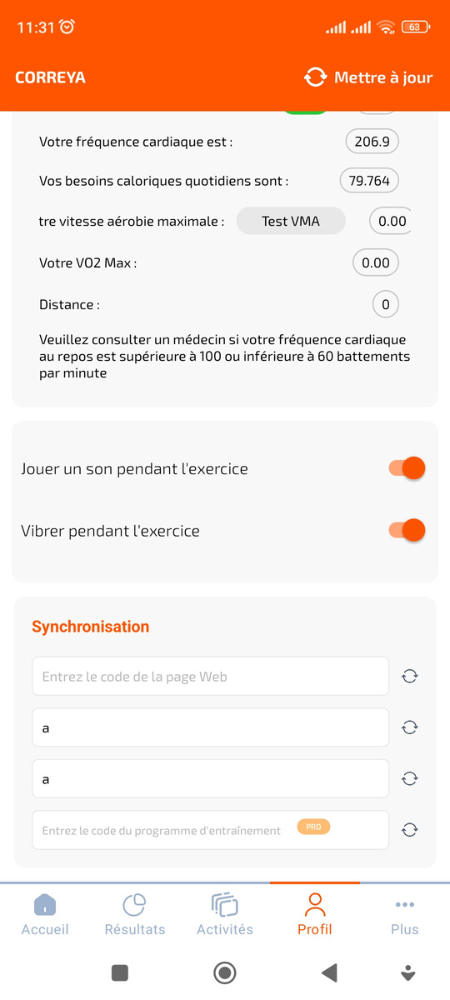 11:31
63
CORREYA
Mettre à jour
Votre fréquence cardiaque est :
206.9
Vos besoins caloriques quotidiens sont :
79.764
tre vitesse aérobie maximale :
Test VMA
0.00
Votre VO2 Max :
0.00
Distance :
0
Veuillez consulter un médecin si votre fréquence cardiaque
au repos est supérieure à 100 ou inférieure à 60 battements
par minute
Jouer un son pendant l'exercice
Vibrer pendant l'exercice
Synchronisation
Entrez le code de la page Web
a
a
Entrez le code du programme d'entraînement
PRO
Accueil
Résultats
Activités
Profil
Plus